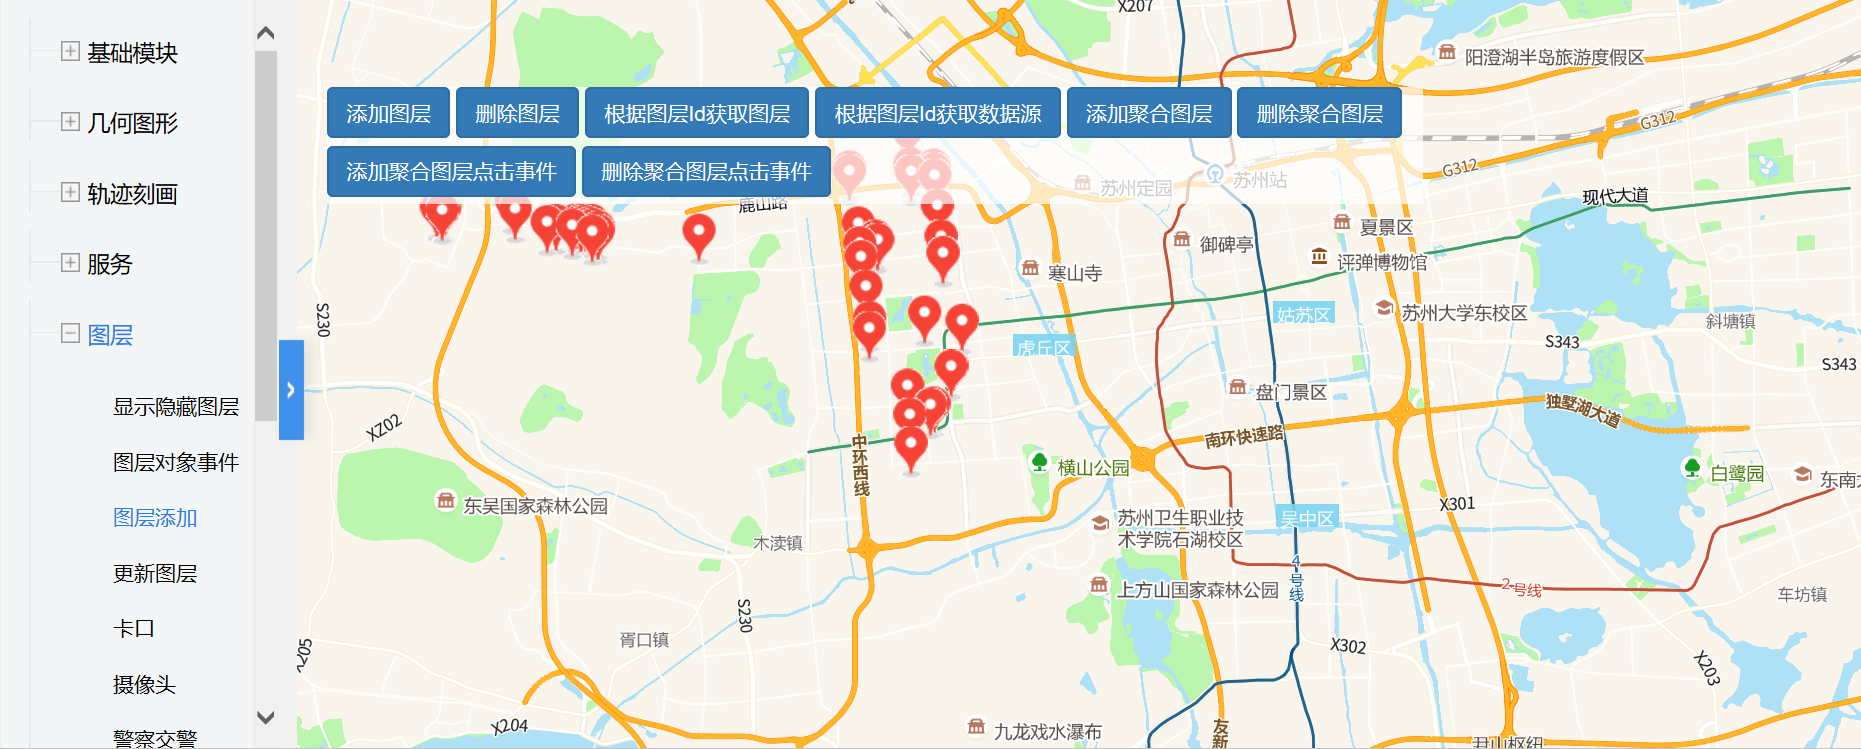 基础模块
几何图形
轨迹刻画
服务
图层
显示隐藏图层
图层对象事件
图层添加
更新图层
卡口
摄像头
警察交警
添加图层
删除图层
根据图层Id获取图层
根据图层Id获取数据源
添加聚合图层
删除聚合图层
添加聚合图层点击事件
删除聚合图层点击事件
X207
阳澄湖半岛旅游度假区
G312
G312
苏州定园
苏州站
现代大道
鹿山路
夏景区
御碑亭
评弹博物馆
寒山寺
S230
姑苏区
苏州大学东校区
斜塘镇
虎丘区
S343
S343
盘门景区
独墅湖大道
XZ02
南环快速路
中环西线
横山公园
白鹭园
东南大
东吴国家森林公园
X301
吴中区
苏州卫生职业技
术学院石湖校区
木渎镇
4号线
上方山国家森林公园
2号线
车坊镇
S230
胥口镇
X205
X302
X203
X204
九龙戏水瀑布
友新
尹山枢纽